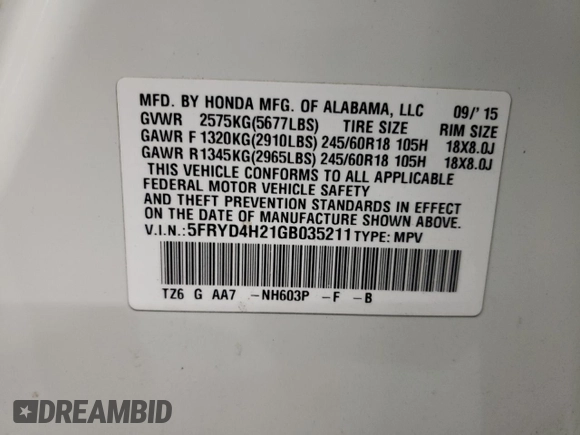 MFD. BY HONDA MFG. OF ALABAMA, LLC 09/' 15
GVWR 2575KG(5677LBS) TIRE SIZE RIM SIZE
GAWR F 1320KG(2910LBS) 245/60R18 105H 18X8.0J
GAWR R1345KG(2965LBS) 245/60R18 105H 18X8.0J
THIS VEHICLE CONFORMS TO ALL APPLICABLE
FEDERAL MOTOR VEHICLE SAFETY
AND THEFT PREVENTION STANDARDS IN EFFECT
ON THE DATE OF MANUFACTURE SHOWN ABOVE.
V.I.N.:5FRYD4H21GB035211 TYPE: MPV
TZ6 G AA7 -NH603P -F -B
DREAMBID